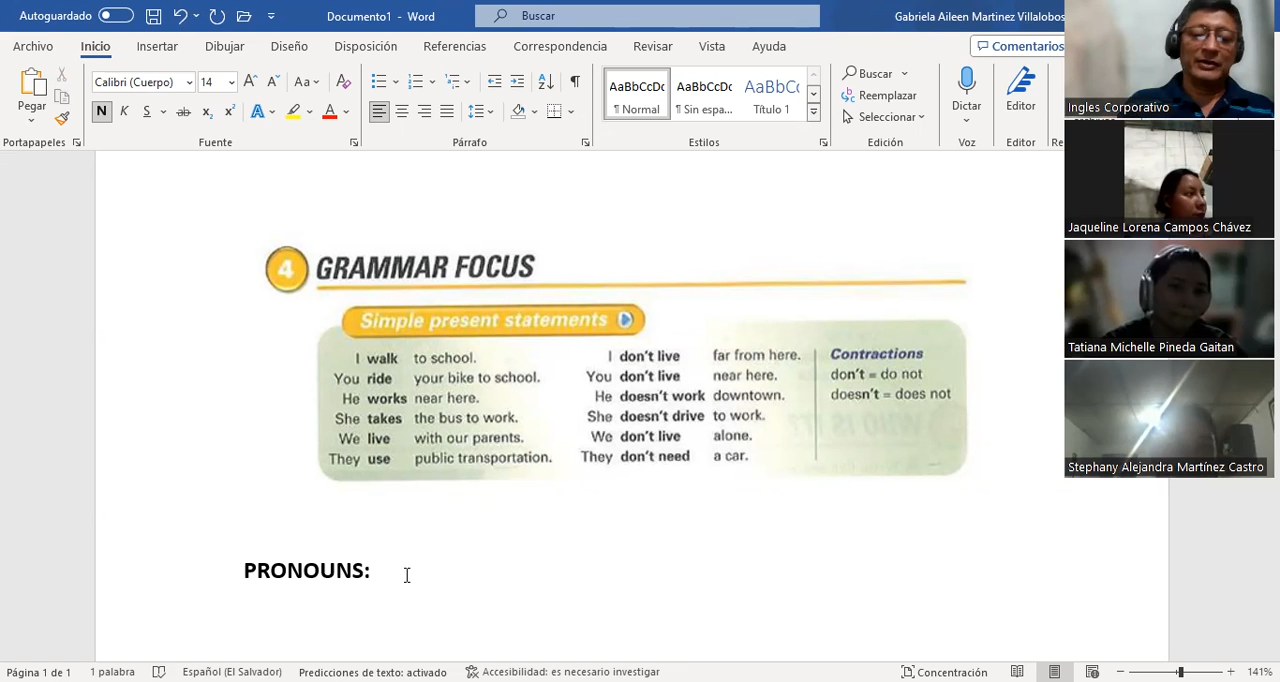 Autoguardado
Documento1 - Word
Buscar
Gabriela Aileen Martinez Villalobos
Archivo Inicio Insertar Dibujar Diseño Disposición Referencias Correspondencia Revisar Vista Ayuda Comentarios
Pegar
Calibri (Cuerpo) 14
N K S ab
AaBbCcDc AaBbCcDc AaBbCc
¶ Normal ¶ Sin espa... Título 1
Buscar
Reemplazar
Seleccionar
Dictar
Editor
Portapapeles Fuente Párrafo Estilos Edición Voz Editor Re
4 GRAMMAR FOCUS
Simple present statements
I walk to school.
You ride your bike to school.
He works near here.
She takes the bus to work.
We live with our parents.
They use public transportation.
I don't live far from here.
You don't live near here.
He doesn't work downtown.
She doesn't drive to work.
We don't live alone.
They don't need a car.
Contractions
don't = do not
doesn't = does not
PRONOUNS:
Ingles Corporativo
Jaqueline Lorena Campos Chávez
Tatiana Michelle Pineda Gaitan
Stephany Alejandra Martínez Castro
Página 1 de 1 1 palabra Español (El Salvador) Predicciones de texto: activado Accesibilidad: es necesario investigar Concentración 141%